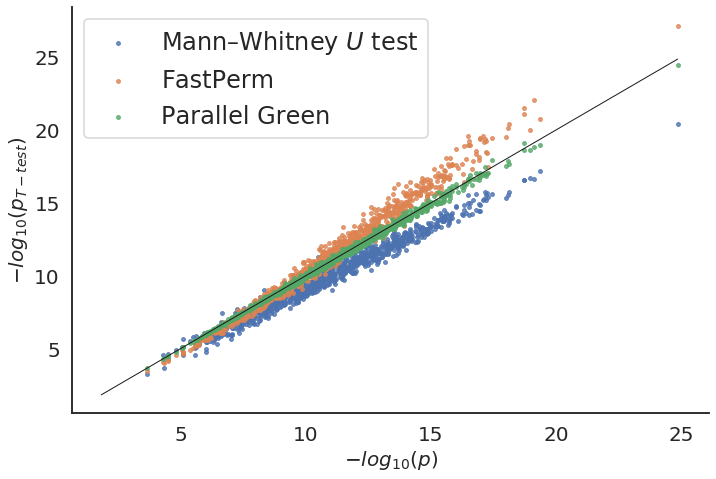 Mann–Whitney U test
FastPerm
Parallel Green
25
20
15
10
5
−log10(pT−test)
5 10 15 20 25
−log10(p)